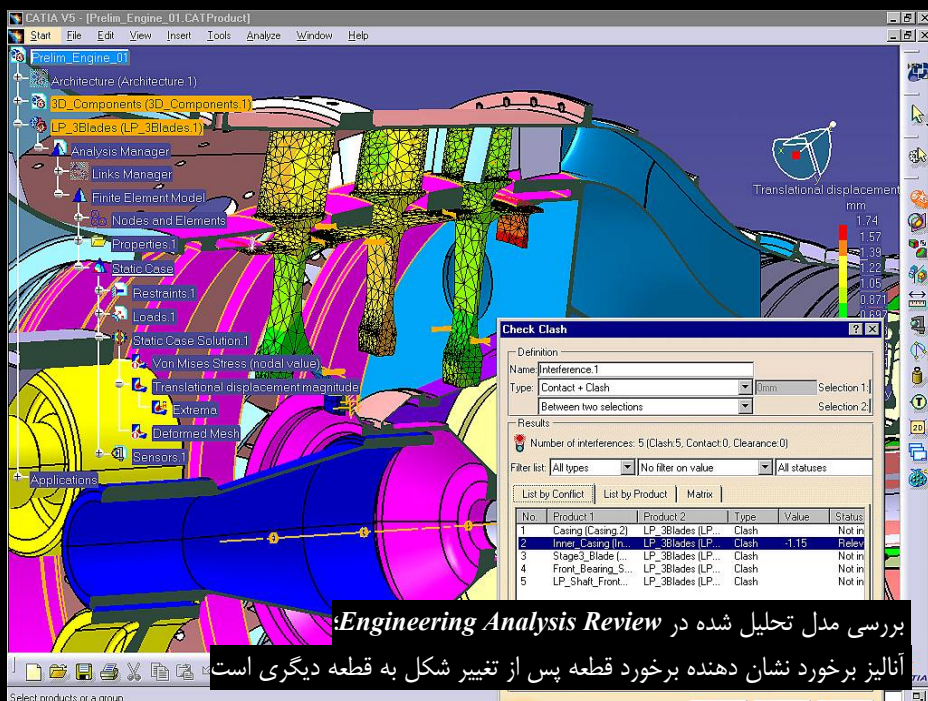 CATIA V5 - [Prelim_Engine_01.CATProduct]
Start File Edit View Insert Tools Analyze Window Help
Prelim_Engine_01
Architecture (Architecture.1)
3D_Components (3D_Components.1)
LP_3Blades (LP_3Blades.1)
Analysis Manager
Links Manager
Finite Element Model
Nodes and Elements
Properties.1
Static Case
Restraints.1
Loads.1
Static Case Solution.1
Von Mises Stress (nodal value)
Translational displacement magnitude
Extrema
Deformed Mesh
Sensors.1
Applications
Translational displacement
mm
1.74
1.57
1.39
1.22
1.05
0.871
0.697
Check Clash
Definition
Name: Interference.1
Type: Contact + Clash 0mm Selection 1:
Between two selections Selection 2:
Results
Number of interferences: 5 (Clash:5, Contact:0, Clearance:0)
Filter list: All types No filter on value All statuses
List by Conflict List by Product Matrix
No. Product 1 Product 2 Type Value Status
1 Casing (Casing.2) LP_3Blades (LP... Clash Not in
2 Inner_Casing (In... LP_3Blades (LP... Clash -1.15 Relev
3 Stage3_Blade (... LP_3Blades (LP... Clash Not in
4 Front_Bearing_S... LP_3Blades (LP... Clash Not in
5 LP_Shaft_Front... LP_3Blades (LP... Clash Not in
بررسی مدل تحلیل شده در Engineering Analysis Review؛
آنالیز برخورد نشان دهنده برخورد قطعه پس از تغییر شکل به قطعه دیگری است
Select products or a group